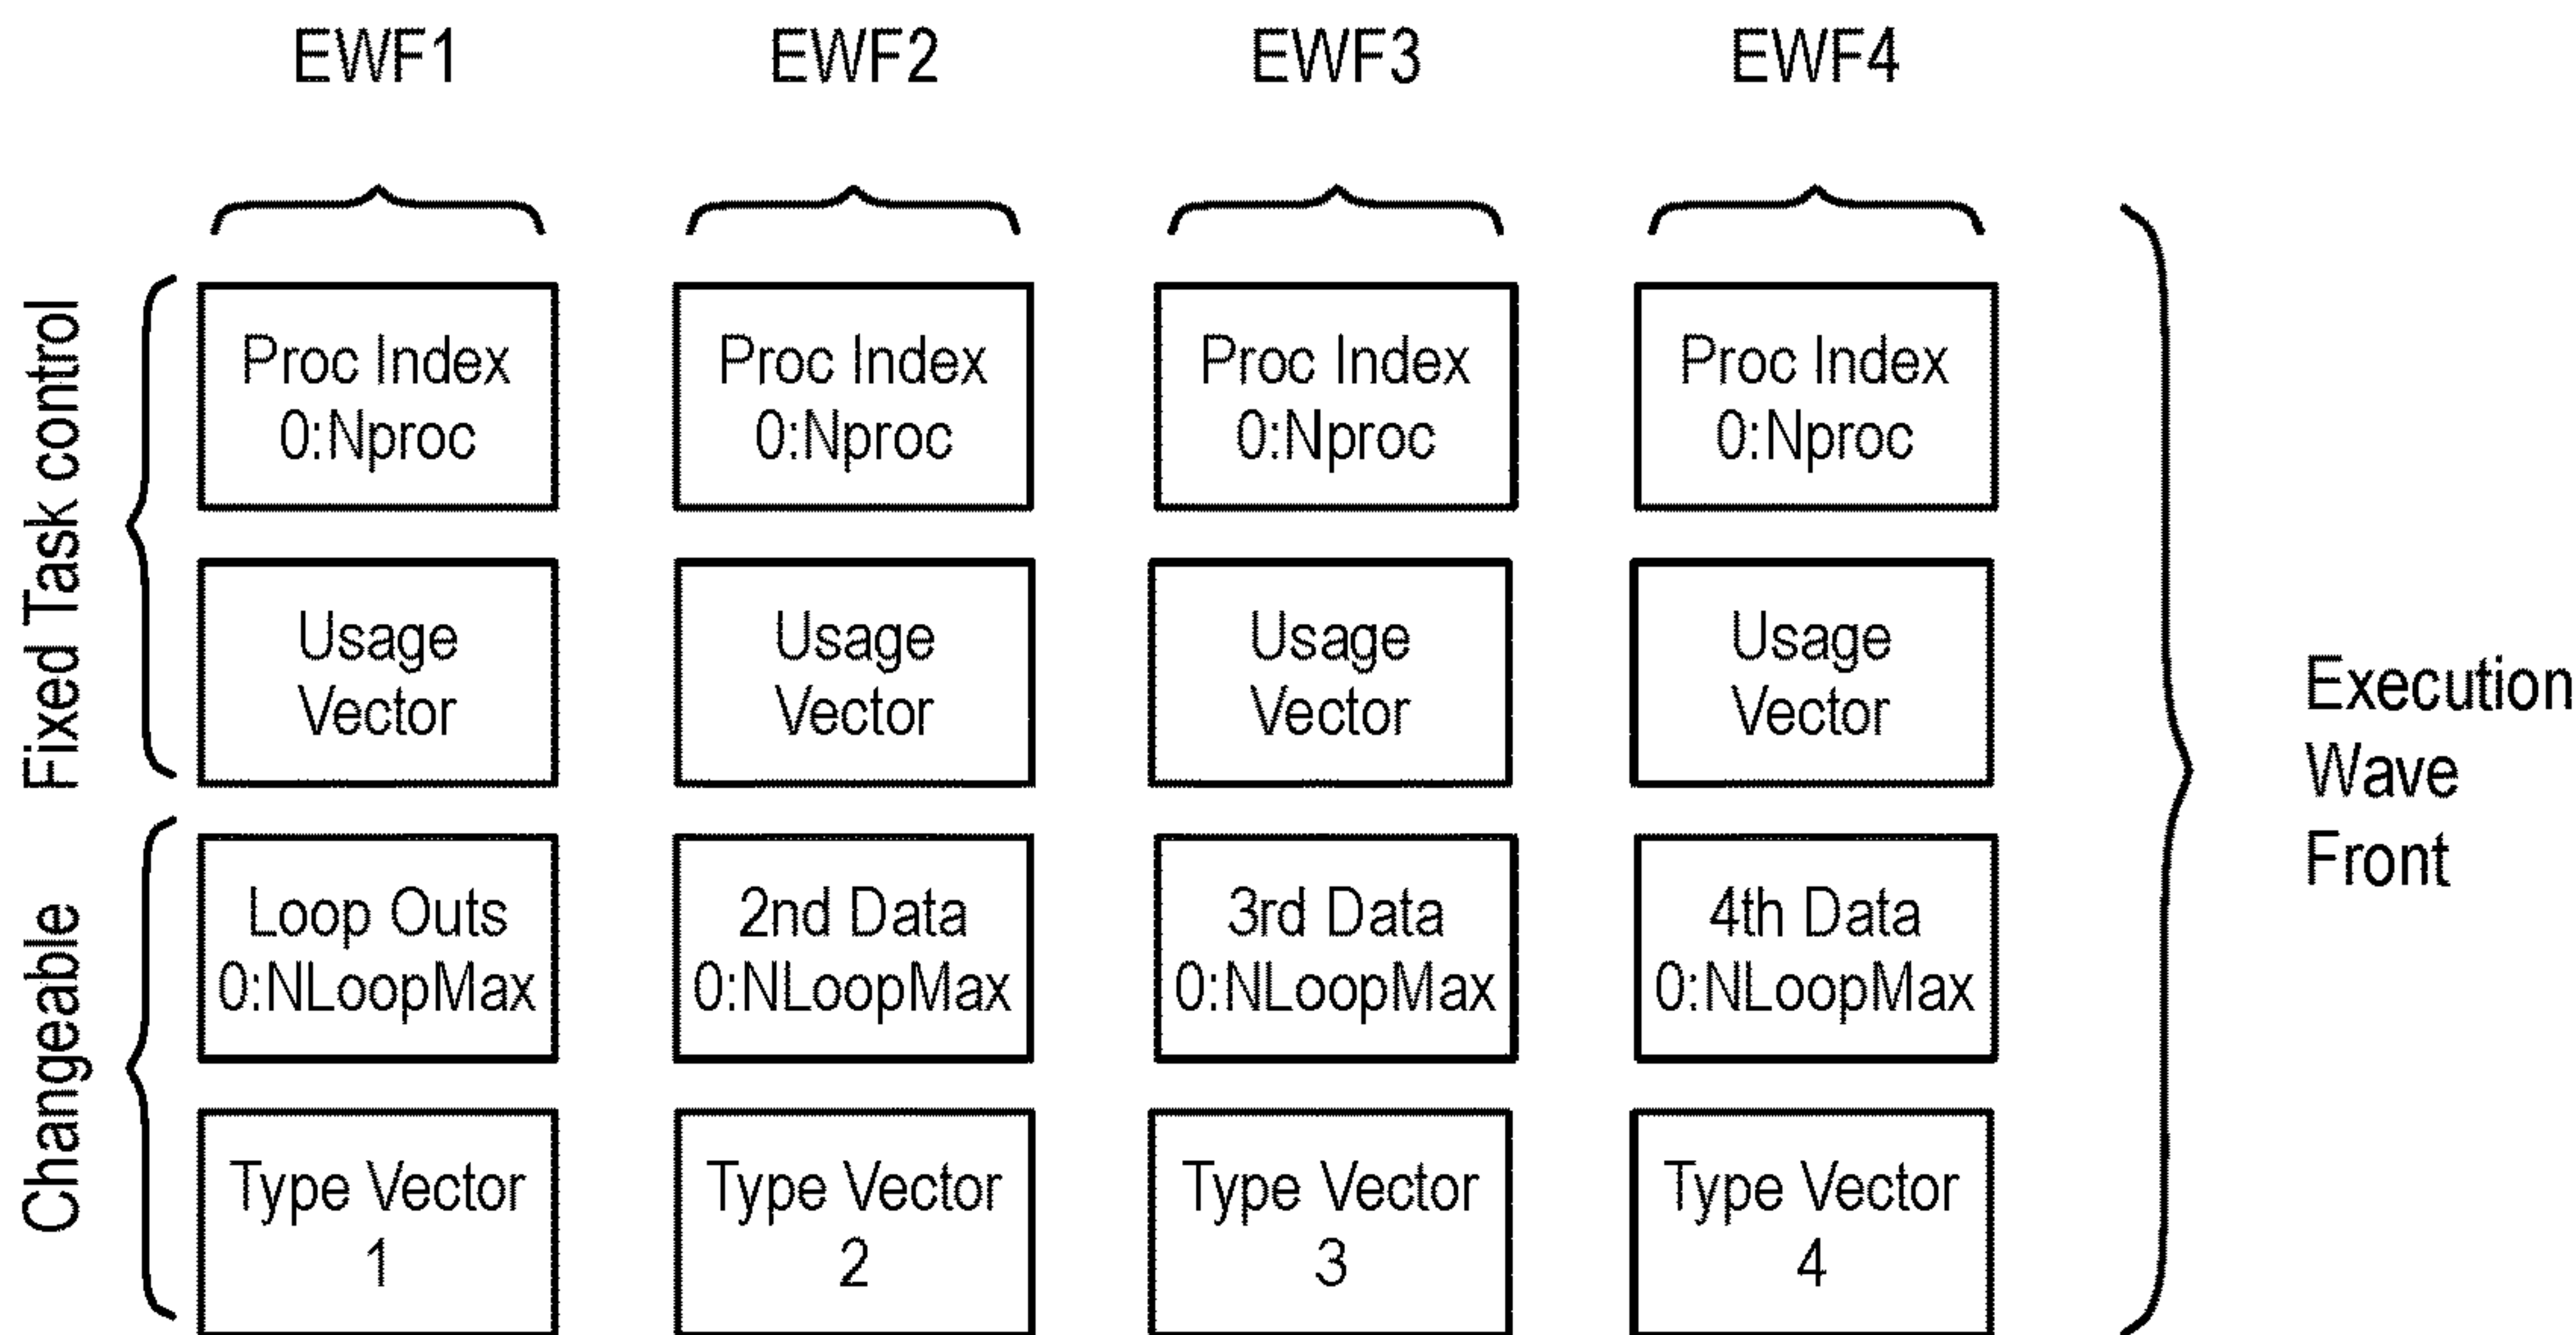 EWF1
EWF2
EWF3
EWF4
Fixed Task control
Proc Index
0:Nproc
Proc Index
0:Nproc
Proc Index
0:Nproc
Proc Index
0:Nproc
Usage
Vector
Usage
Vector
Usage
Vector
Usage
Vector
Changeable
Loop Outs
0:NLoopMax
2nd Data
0:NLoopMax
3rd Data
0:NLoopMax
4th Data
0:NLoopMax
Type Vector
1
Type Vector
2
Type Vector
3
Type Vector
4
Execution
Wave
Front